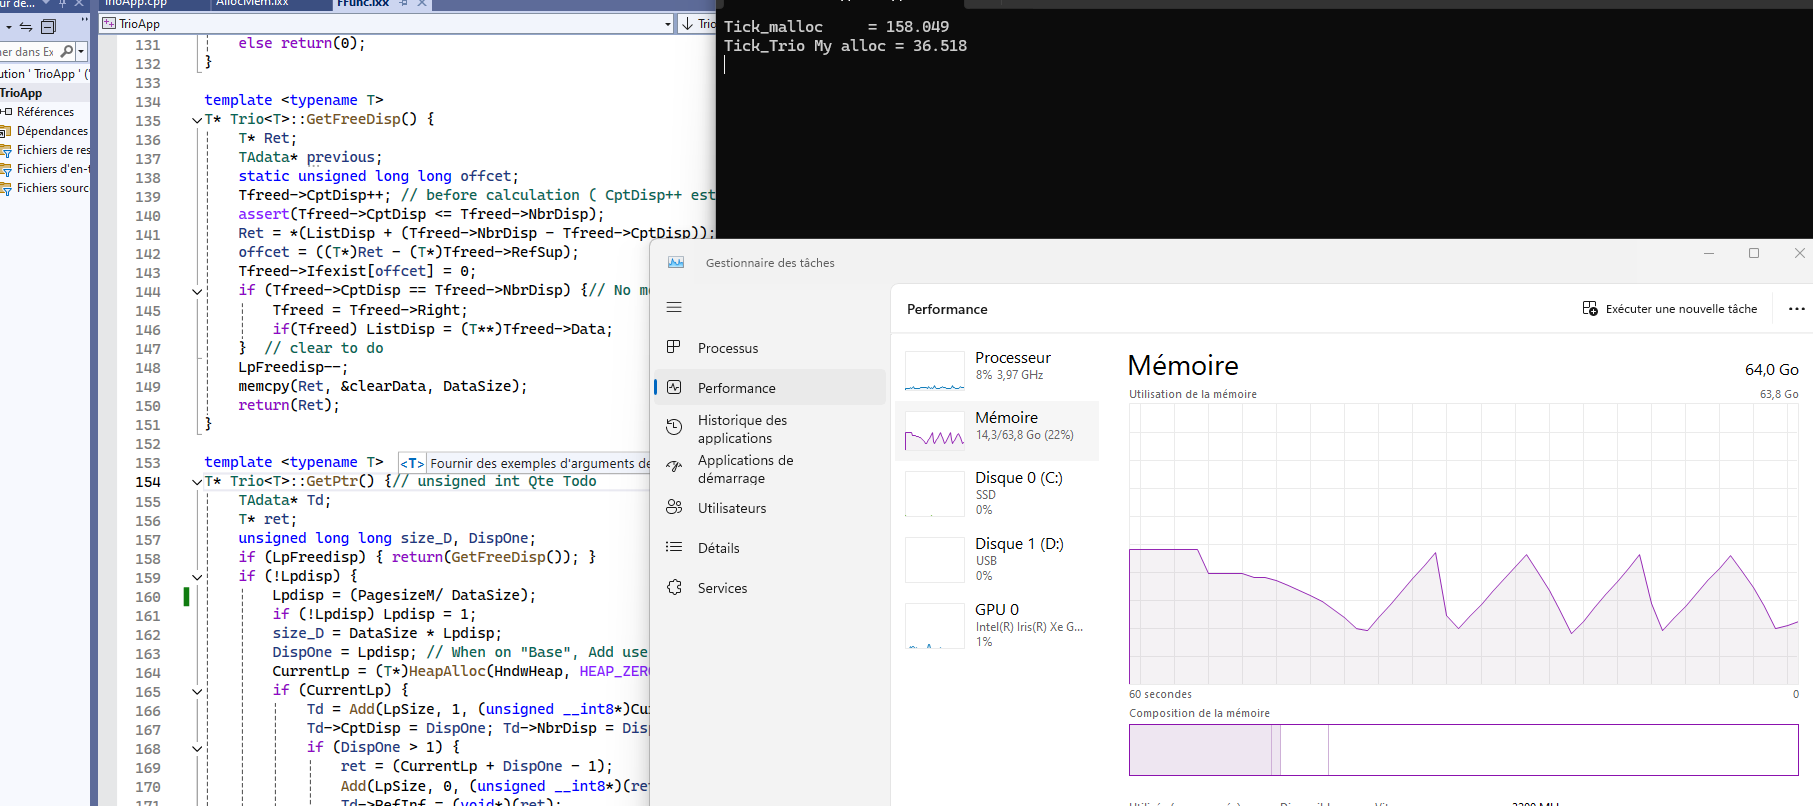 TrioApp.cpp
AllocMem.ixx
FFunc.ixx
TrioApp
Trio
her dans Ex
ution ' TrioApp ' ('
TrioApp
Références
Dépendances
Fichiers de res
Fichiers d'en-t
Fichiers sourc
131 else return(0);
132 }
133
134 template <typename T>
135 T* Trio<T>::GetFreeDisp() {
136 T* Ret;
137 TAdata* previous;
138 static unsigned long long offcet;
139 Tfreed->CptDisp++; // before calculation ( CptDisp++ est
140 assert(Tfreed->CptDisp <= Tfreed->NbrDisp);
141 Ret = *(ListDisp + (Tfreed->NbrDisp - Tfreed->CptDisp));
142 offcet = ((T*)Ret - (T*)Tfreed->RefSup);
143 Tfreed->Ifexist[offcet] = 0;
144 if (Tfreed->CptDisp == Tfreed->NbrDisp) {// No m
145 Tfreed = Tfreed->Right;
146 if(Tfreed) ListDisp = (T**)Tfreed->Data;
147 } // clear to do
148 LpFreedisp--;
149 memcpy(Ret, &clearData, DataSize);
150 return(Ret);
151 }
152
153 template <typename T> <T> Fournir des exemples d'arguments de
154 T* Trio<T>::GetPtr() {// unsigned int Qte Todo
155 TAdata* Td;
156 T* ret;
157 unsigned long long size_D, DispOne;
158 if (LpFreedisp) { return(GetFreeDisp()); }
159 if (!Lpdisp) {
160 Lpdisp = (PagesizeM/ DataSize);
161 if (!Lpdisp) Lpdisp = 1;
162 size_D = DataSize * Lpdisp;
163 DispOne = Lpdisp; // When on "Base", Add use
164 CurrentLp = (T*)HeapAlloc(HndwHeap, HEAP_ZER
165 if (CurrentLp) {
166 Td = Add(LpSize, 1, (unsigned __int8*)Cu
167 Td->CptDisp = DispOne; Td->NbrDisp = Dis
168 if (DispOne > 1) {
169 ret = (CurrentLp + DispOne - 1);
170 Add(LpSize, 0, (unsigned __int8*)(re
171 Td->RefInf = (void*)(ret);
Tick_malloc     = 158.049
Tick_Trio My alloc = 36.518
Gestionnaire des tâches
Processus
Performance
Historique des
applications
Applications de
démarrage
Utilisateurs
Détails
Services
Performance
Exécuter une nouvelle tâche
Processeur
8% 3,97 GHz
Mémoire
14,3/63,8 Go (22%)
Disque 0 (C:)
SSD
0%
Disque 1 (D:)
USB
0%
GPU 0
Intel(R) Iris(R) Xe G...
1%
Mémoire
64,0 Go
Utilisation de la mémoire
63,8 Go
60 secondes
0
Composition de la mémoire